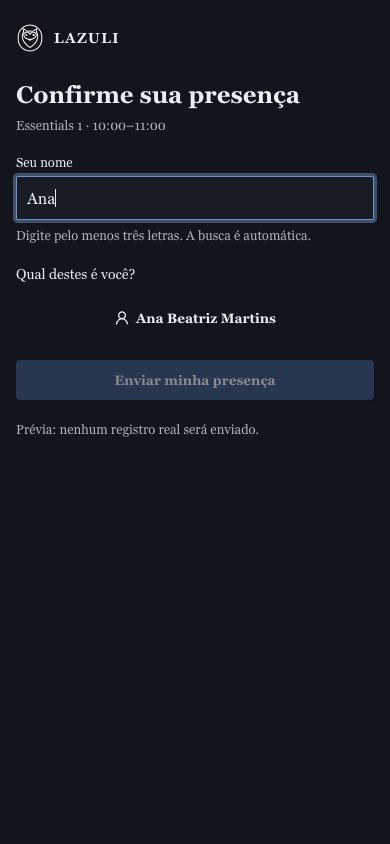 LAZULI
Confirme sua presença
Essentials 1 · 10:00–11:00
Seu nome
Ana
Digite pelo menos três letras. A busca é automática.
Qual destes é você?
Ana Beatriz Martins
Enviar minha presença
Prévia: nenhum registro real será enviado.